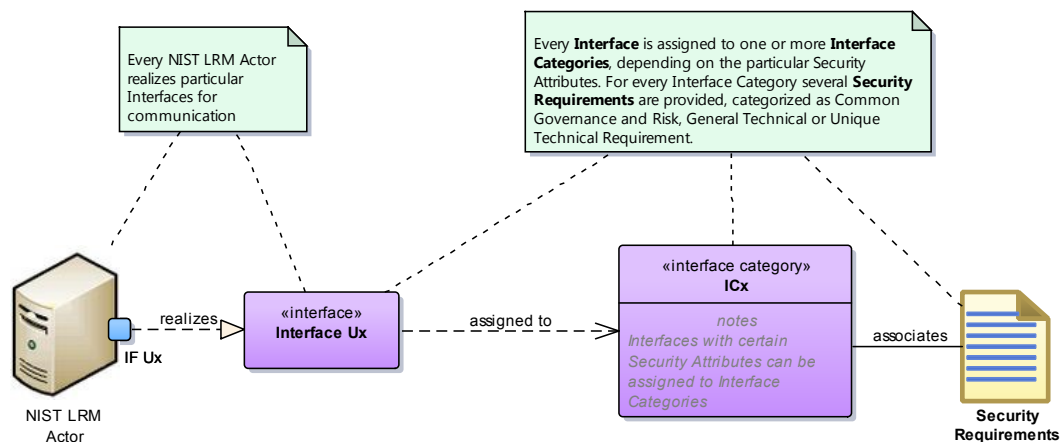 Every NIST LRM Actor
realizes particular
Interfaces for
communication
Every Interface is assigned to one or more Interface
Categories, depending on the particular Security
Attributes. For every Interface Category several Security
Requirements are provided, categorized as Common
Governance and Risk, General Technical or Unique
Technical Requirement.
realizes
IF Ux
NIST LRM
Actor
«interface»
Interface Ux
assigned to
«interface category»
ICx
notes
Interfaces with certain
Security Attributes can be
assigned to Interface
Categories
associates
Security
Requirements